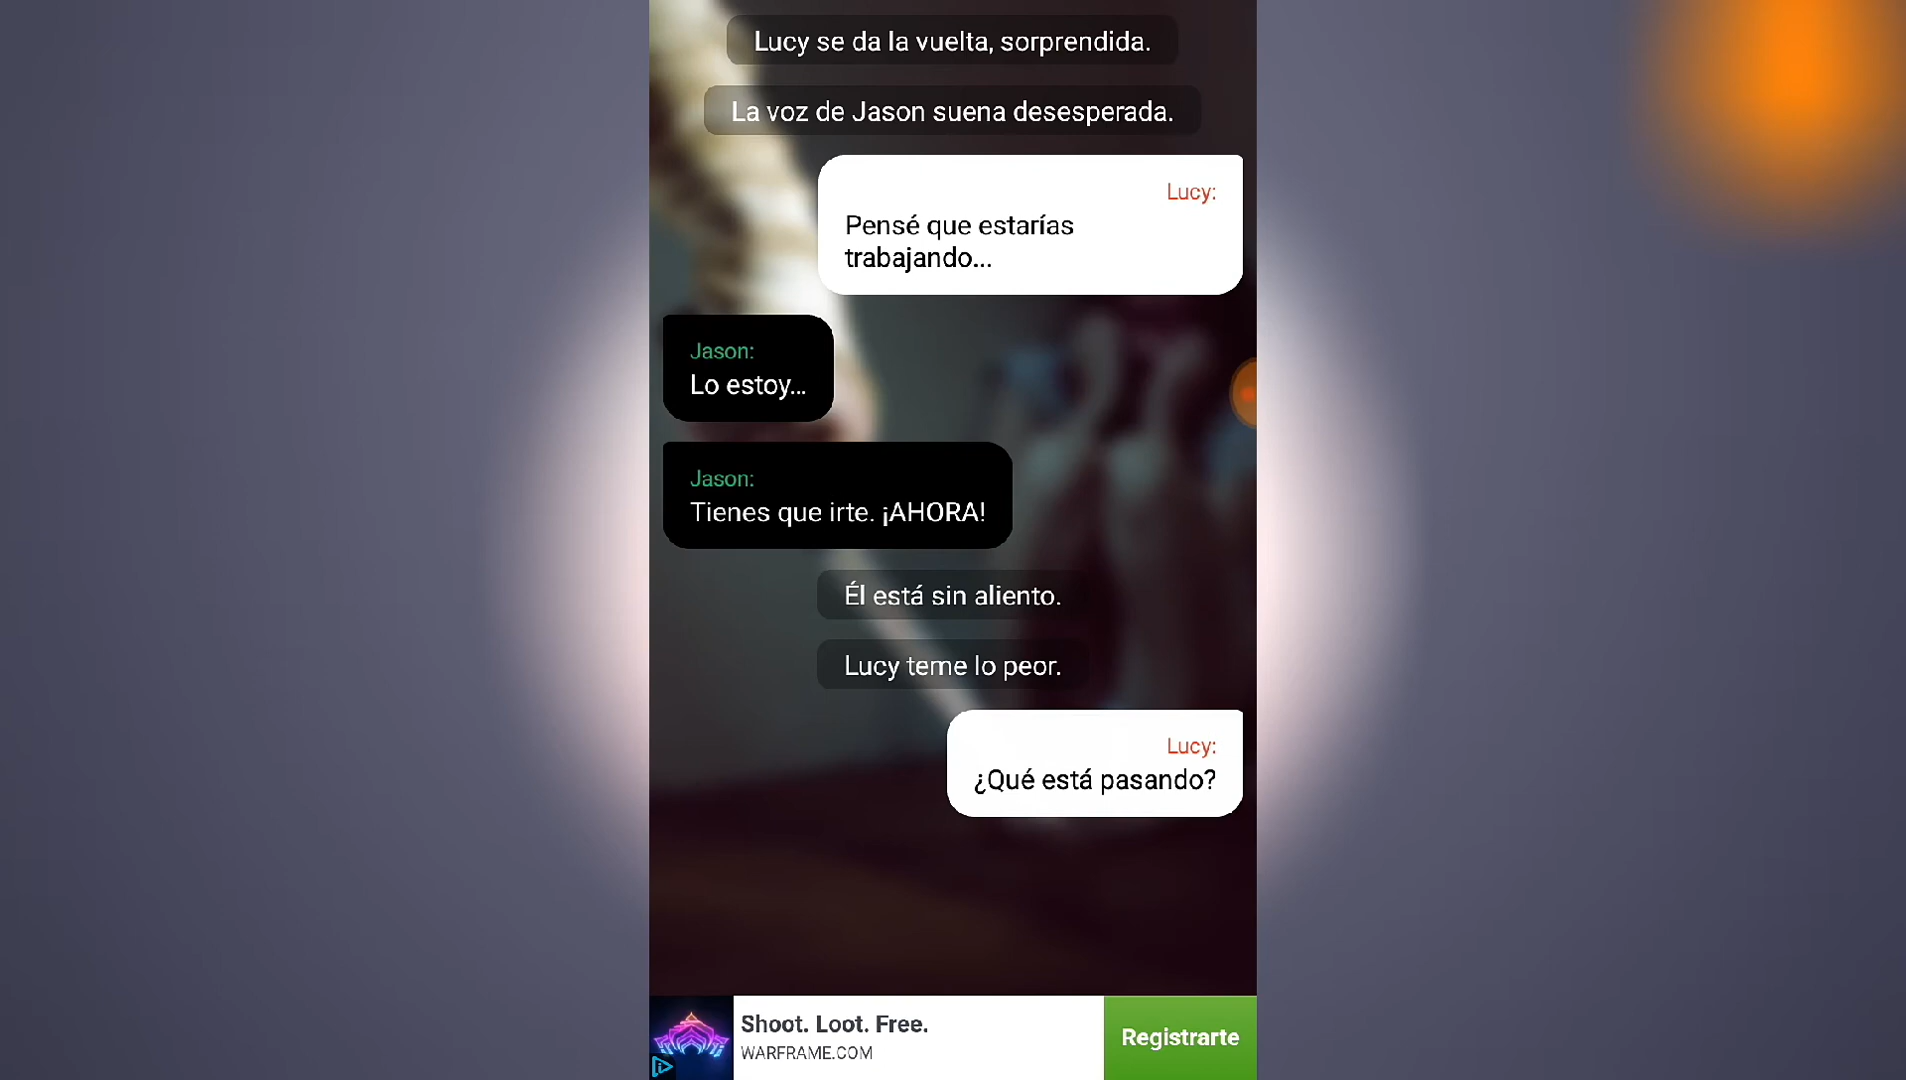 Lucy se da la vuelta, sorprendida.
La voz de Jason suena desesperada.
Lucy:
Pensé que estarías
trabajando...
Jason:
Lo estoy...
Jason:
Tienes que irte. ¡AHORA!
Él está sin aliento.
Lucy teme lo peor.
Lucy:
¿Qué está pasando?
Shoot. Loot. Free.
WARFRAME.COM
Registrarte